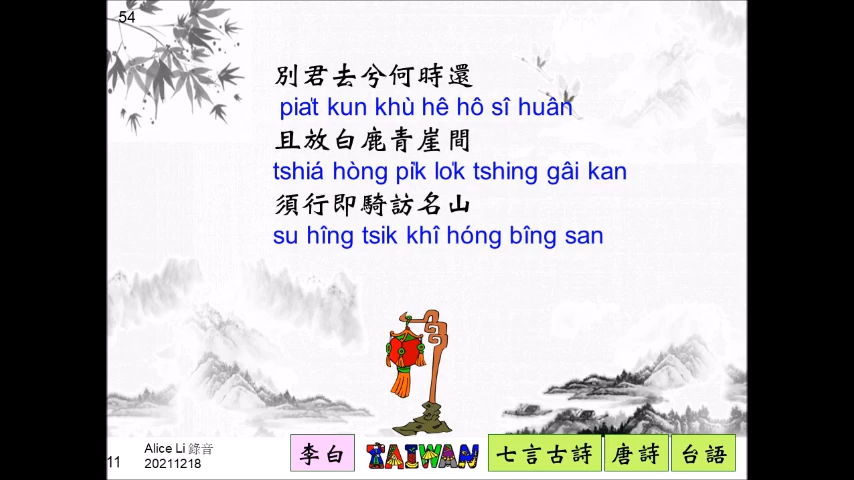 54
別君去兮何時還
pia̍t kun khù hê hô sî huân
且放白鹿青崖間
tshiá hòng pi̍k lo̍k tshing gâi kan
須行即騎訪名山
su hîng tsik khî hóng bîng san
11
Alice Li 錄音
20211218
李白
TAIWAN
七言古詩
唐詩
台語